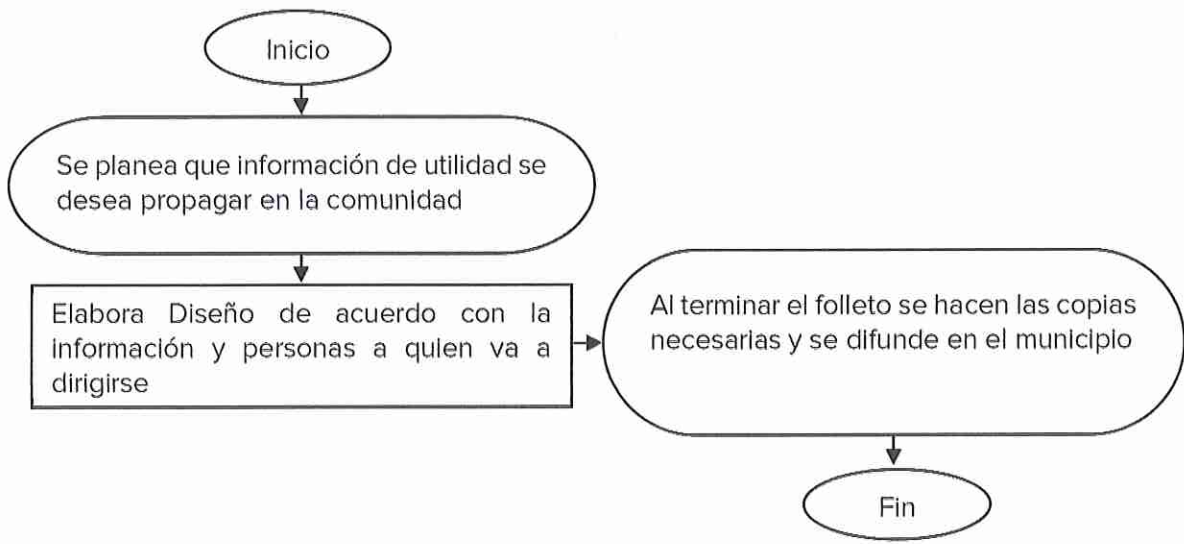 Inicio
Se planea que información de utilidad se
desea propagar en la comunidad
Elabora Diseño de acuerdo con la
información y personas a quien va a
dirigirse
Al terminar el folleto se hacen las copias
necesarias y se difunde en el municipio
Fin